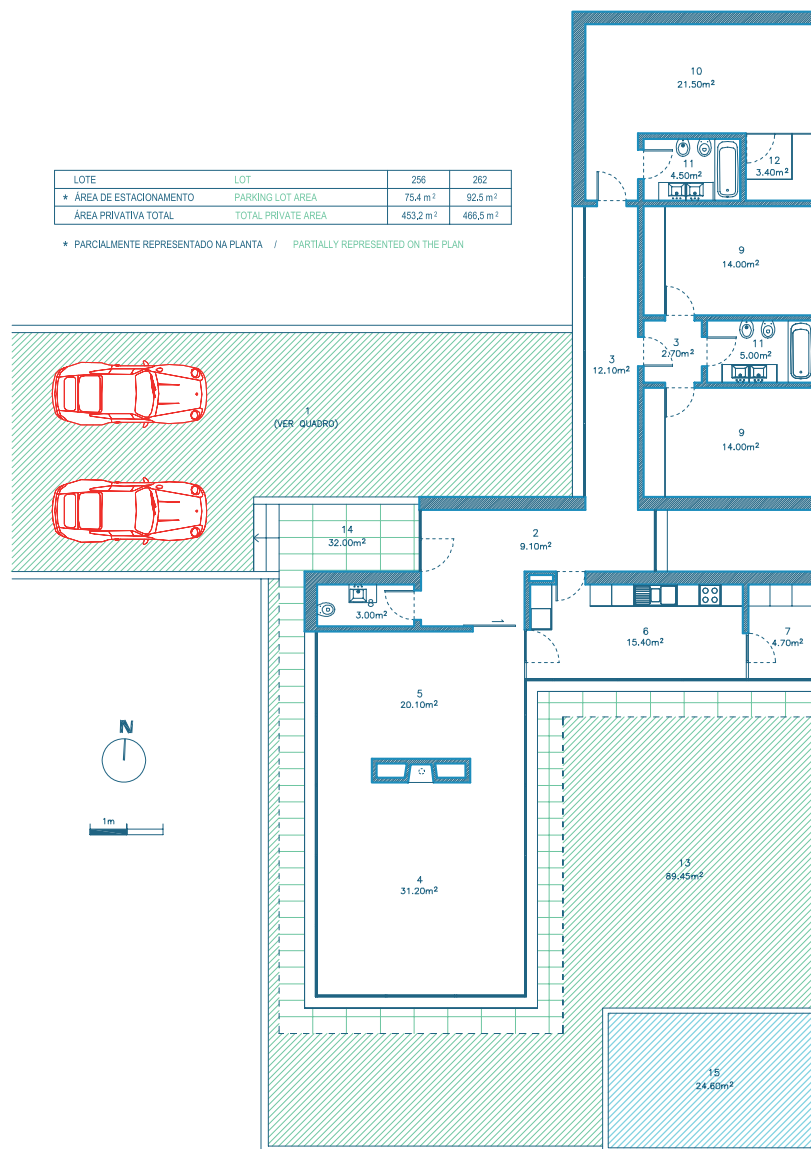 10
21.50m²
11
4.50m²
12
3.40m²
LOTE LOT 256 262
* ÁREA DE ESTACIONAMENTO PARKING LOT AREA 75.4 m² 92.5 m²
ÁREA PRIVATIVA TOTAL TOTAL PRIVATE AREA 453,2 m² 466,5 m²
* PARCIALMENTE REPRESENTADO NA PLANTA / PARTIALLY REPRESENTED ON THE PLAN
9
14.00m²
3
2.70m²
11
5.00m²
3
12.10m²
1
(VER QUADRO)
9
14.00m²
14
32.00m²
2
9.10m²
8
3.00m²
6
15.40m²
7
4.70m²
5
20.10m²
N
1m
4
31.20m²
13
89.45m²
15
24.60m²